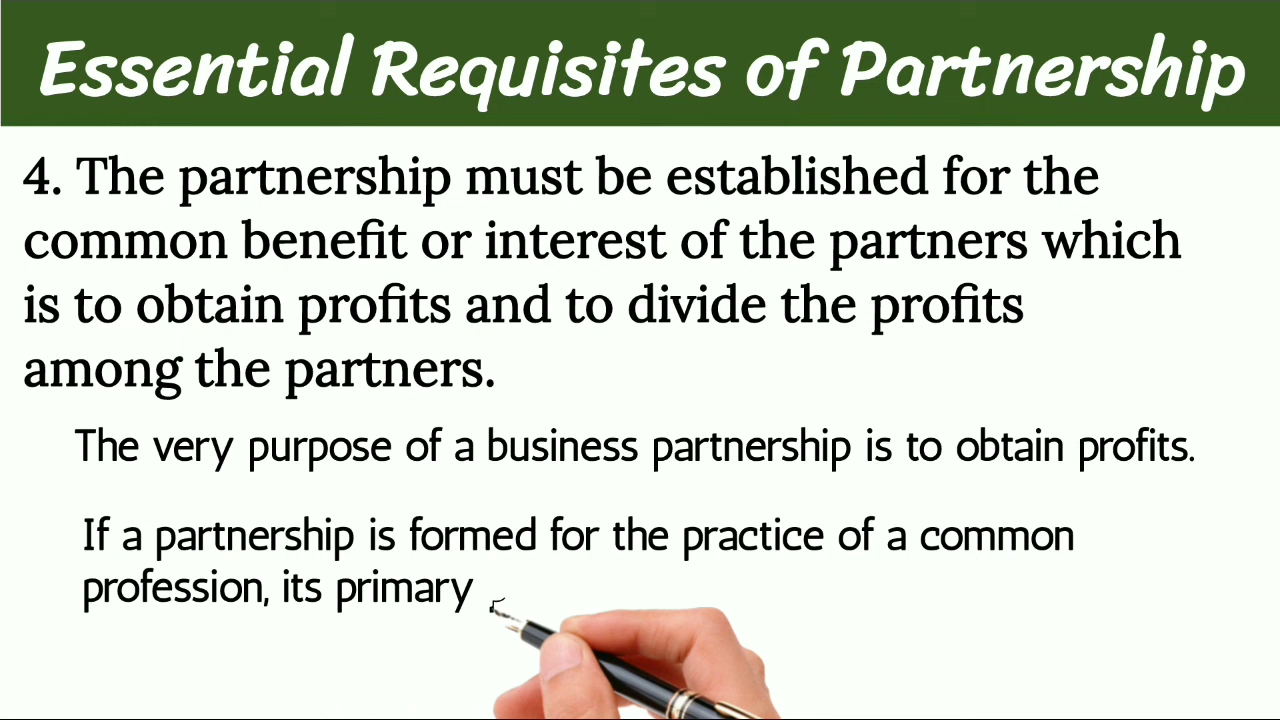 Essential Requisites of Partnership
4. The partnership must be established for the
common benefit or interest of the partners which
is to obtain profits and to divide the profits
among the partners.
The very purpose of a business partnership is to obtain profits.
If a partnership is formed for the practice of a common
profession, its primary